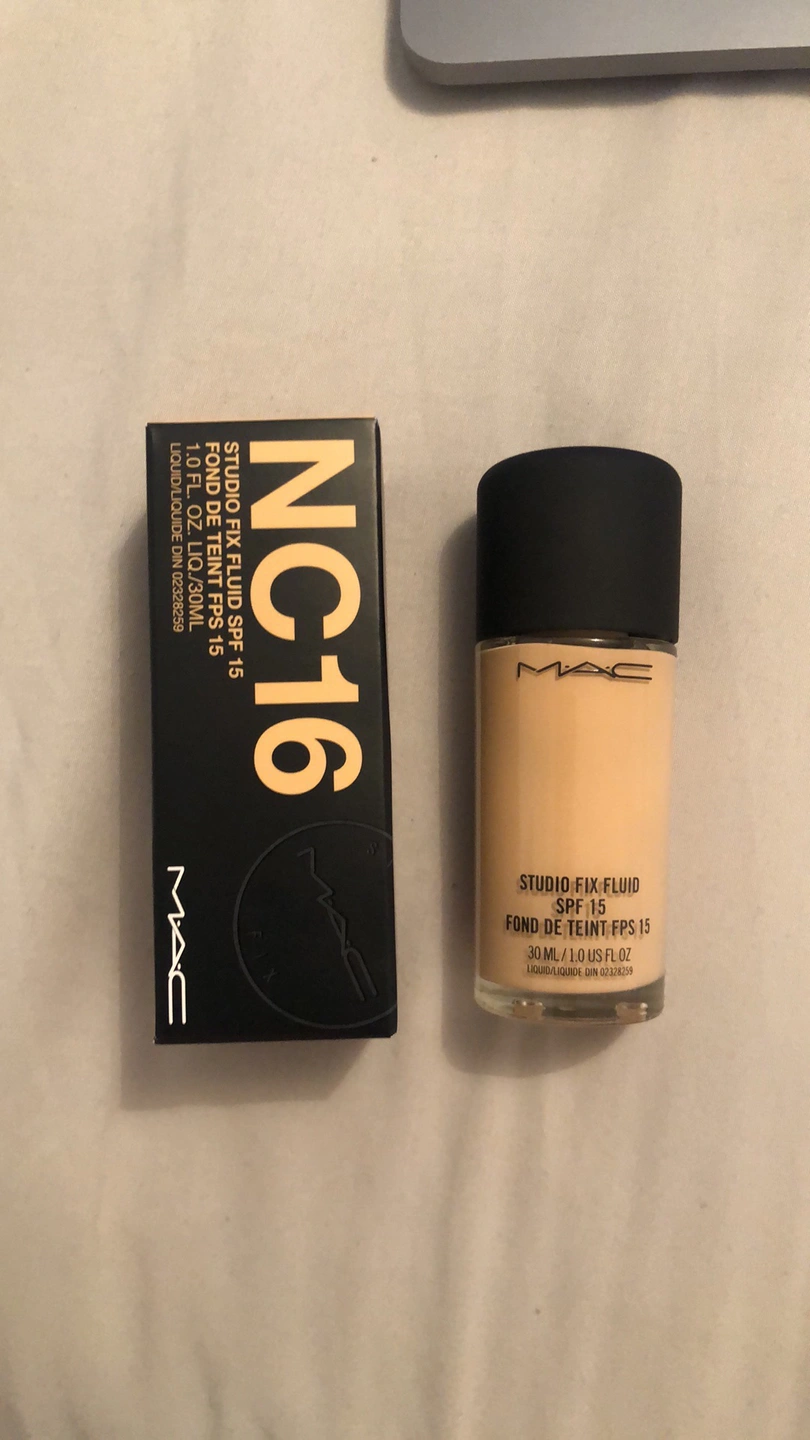 NC16
STUDIO FIX FLUID SPF 15
FOND DE TEINT FPS 15
1.0 FL. OZ. LIQ./30ML
LIQUID/LIQUIDE DIN 02328259
MAC
MAC
FIX
M·A·C
STUDIO FIX FLUID
SPF 15
FOND DE TEINT FPS 15
30 ML / 1.0 US FL OZ
LIQUID/LIQUIDE DIN 02328259